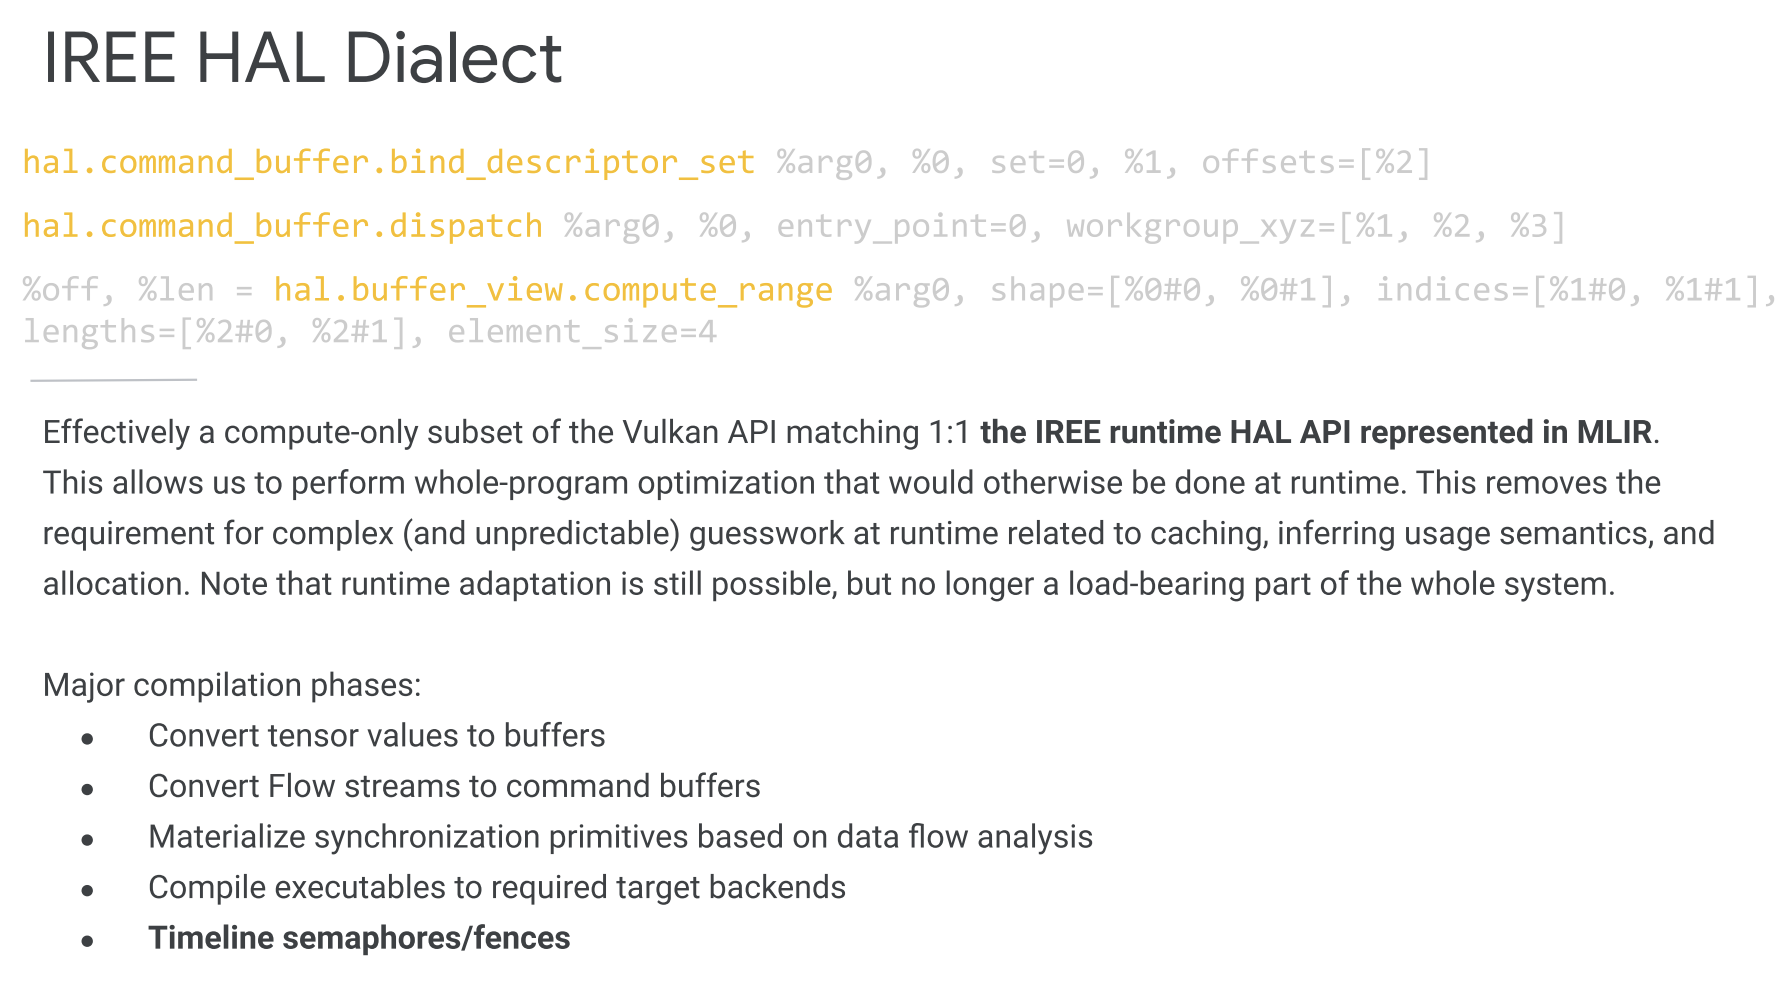 IREE HAL Dialect
hal.command_buffer.bind_descriptor_set %arg0, %0, set=0, %1, offsets=[%2]
hal.command_buffer.dispatch %arg0, %0, entry_point=0, workgroup_xyz=[%1, %2, %3]
%off, %len = hal.buffer_view.compute_range %arg0, shape=[%0#0, %0#1], indices=[%1#0, %1#1],
lengths=[%2#0, %2#1], element_size=4
Effectively a compute-only subset of the Vulkan API matching 1:1 the IREE runtime HAL API represented in MLIR.
This allows us to perform whole-program optimization that would otherwise be done at runtime. This removes the
requirement for complex (and unpredictable) guesswork at runtime related to caching, inferring usage semantics, and
allocation. Note that runtime adaptation is still possible, but no longer a load-bearing part of the whole system.
Major compilation phases:
● Convert tensor values to buffers
● Convert Flow streams to command buffers
● Materialize synchronization primitives based on data flow analysis
● Compile executables to required target backends
● Timeline semaphores/fences